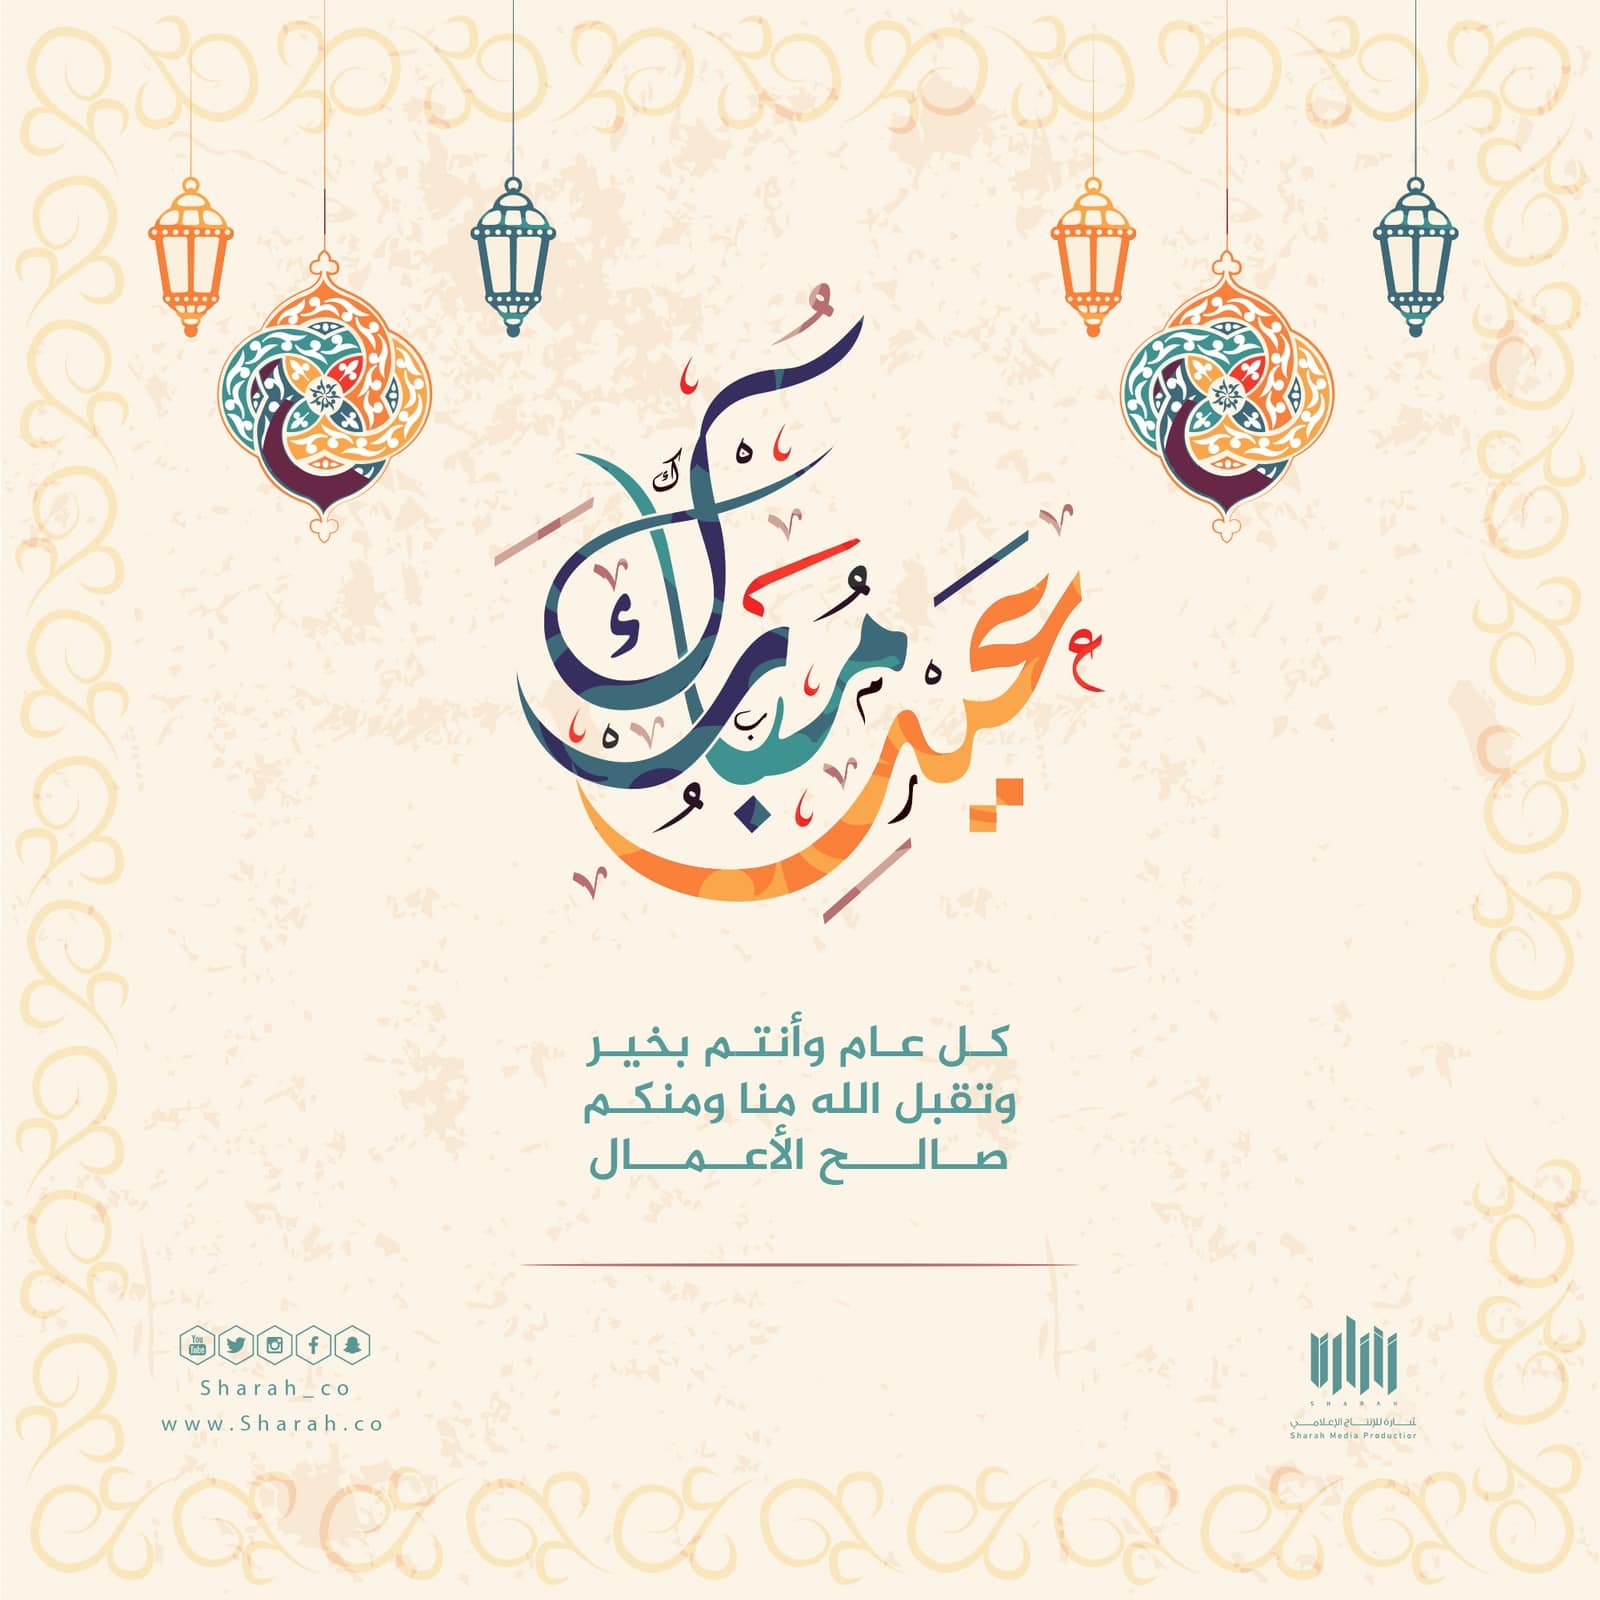 عيد مبارك
كل عام وأنتم بخير
وتقبل الله منا ومنكم
صالح الأعمال
You Tube
Sharah_co
www.Sharah.co
شارة
SHARAH
شارة للإنتاج الإعلامي
Sharah Media Production